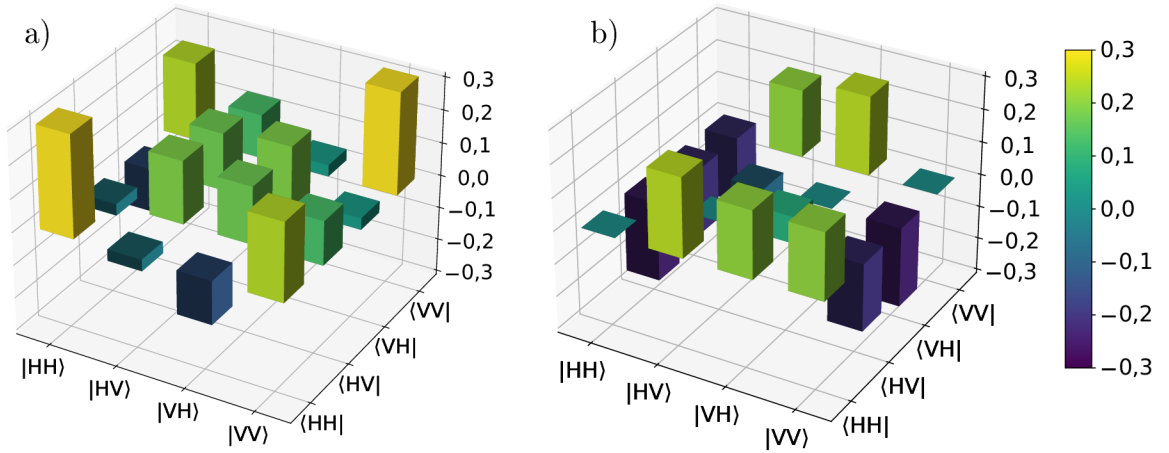 a)
0,3
0,2
0,1
0,0
−0,1
−0,2
−0,3
|HH⟩
|HV⟩
|VH⟩
|VV⟩
⟨HH|
⟨HV|
⟨VH|
⟨VV|
b)
0,3
0,2
0,1
0,0
−0,1
−0,2
−0,3
|HH⟩
|HV⟩
|VH⟩
|VV⟩
⟨HH|
⟨HV|
⟨VH|
⟨VV|
0,3
0,2
0,1
0,0
−0,1
−0,2
−0,3